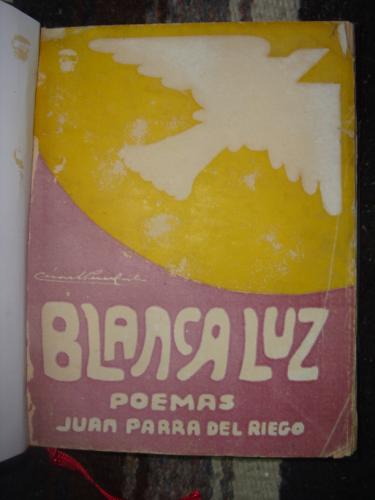 BLANCA LUZ
POEMAS
JUAN PARRA DEL RIEGO